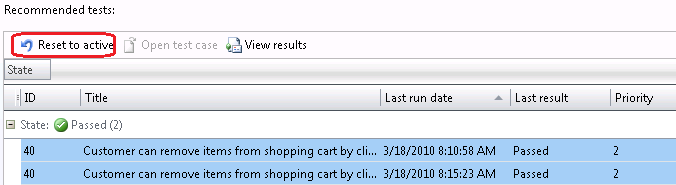 Recommended tests:
Reset to active Open test case View results
State
ID Title Last run date Last result Priority
State: Passed (2)
40 Customer can remove items from shopping cart by cli... 3/18/2010 8:10:58 AM Passed 2
40 Customer can remove items from shopping cart by cli... 3/18/2010 8:15:23 AM Passed 2